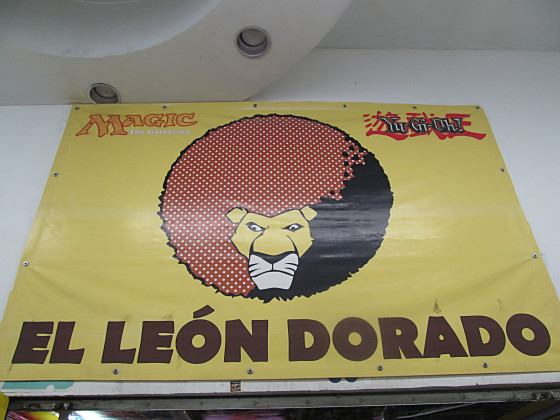 MAGIC
The Gathering
遊戯王
Yu-Gi-Oh!
EL LEÓN DORADO